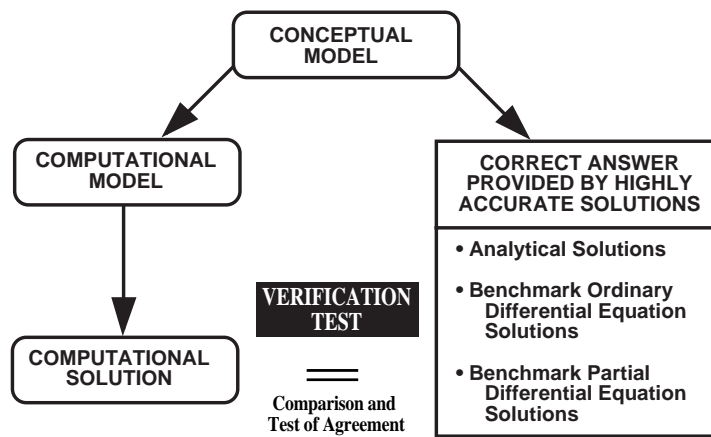 CONCEPTUAL
MODEL
COMPUTATIONAL
MODEL
CORRECT ANSWER
PROVIDED BY HIGHLY
ACCURATE SOLUTIONS
• Analytical Solutions
• Benchmark Ordinary
Differential Equation
Solutions
• Benchmark Partial
Differential Equation
Solutions
VERIFICATION
TEST
COMPUTATIONAL
SOLUTION
Comparison and
Test of Agreement